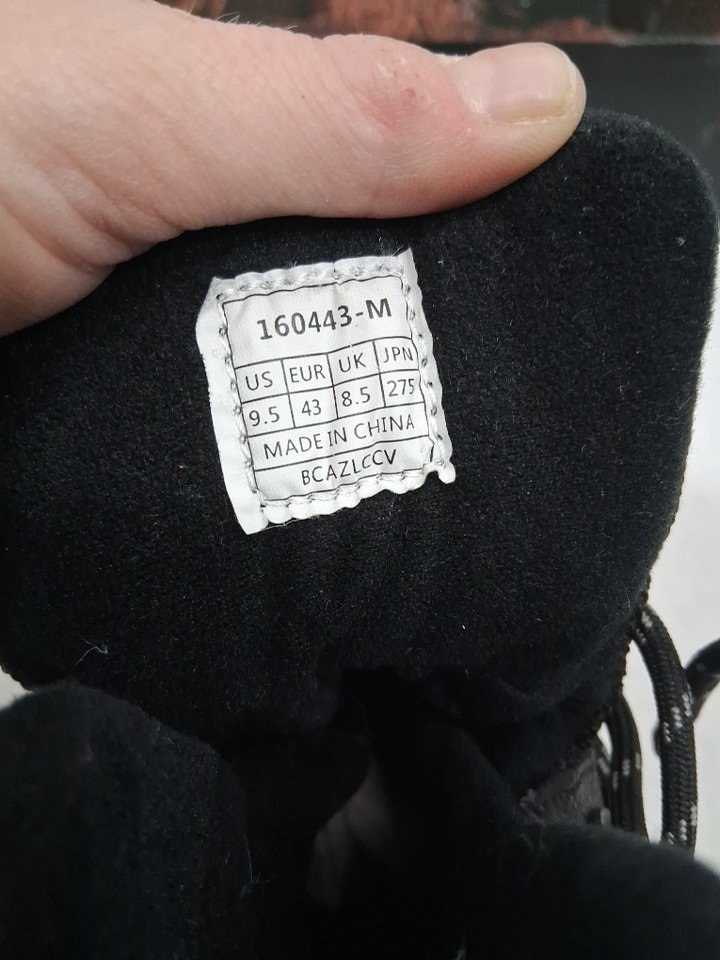 160443-M
US EUR UK JPN
9.5 43 8.5 275
MADE IN CHINA
BCAZLCCV